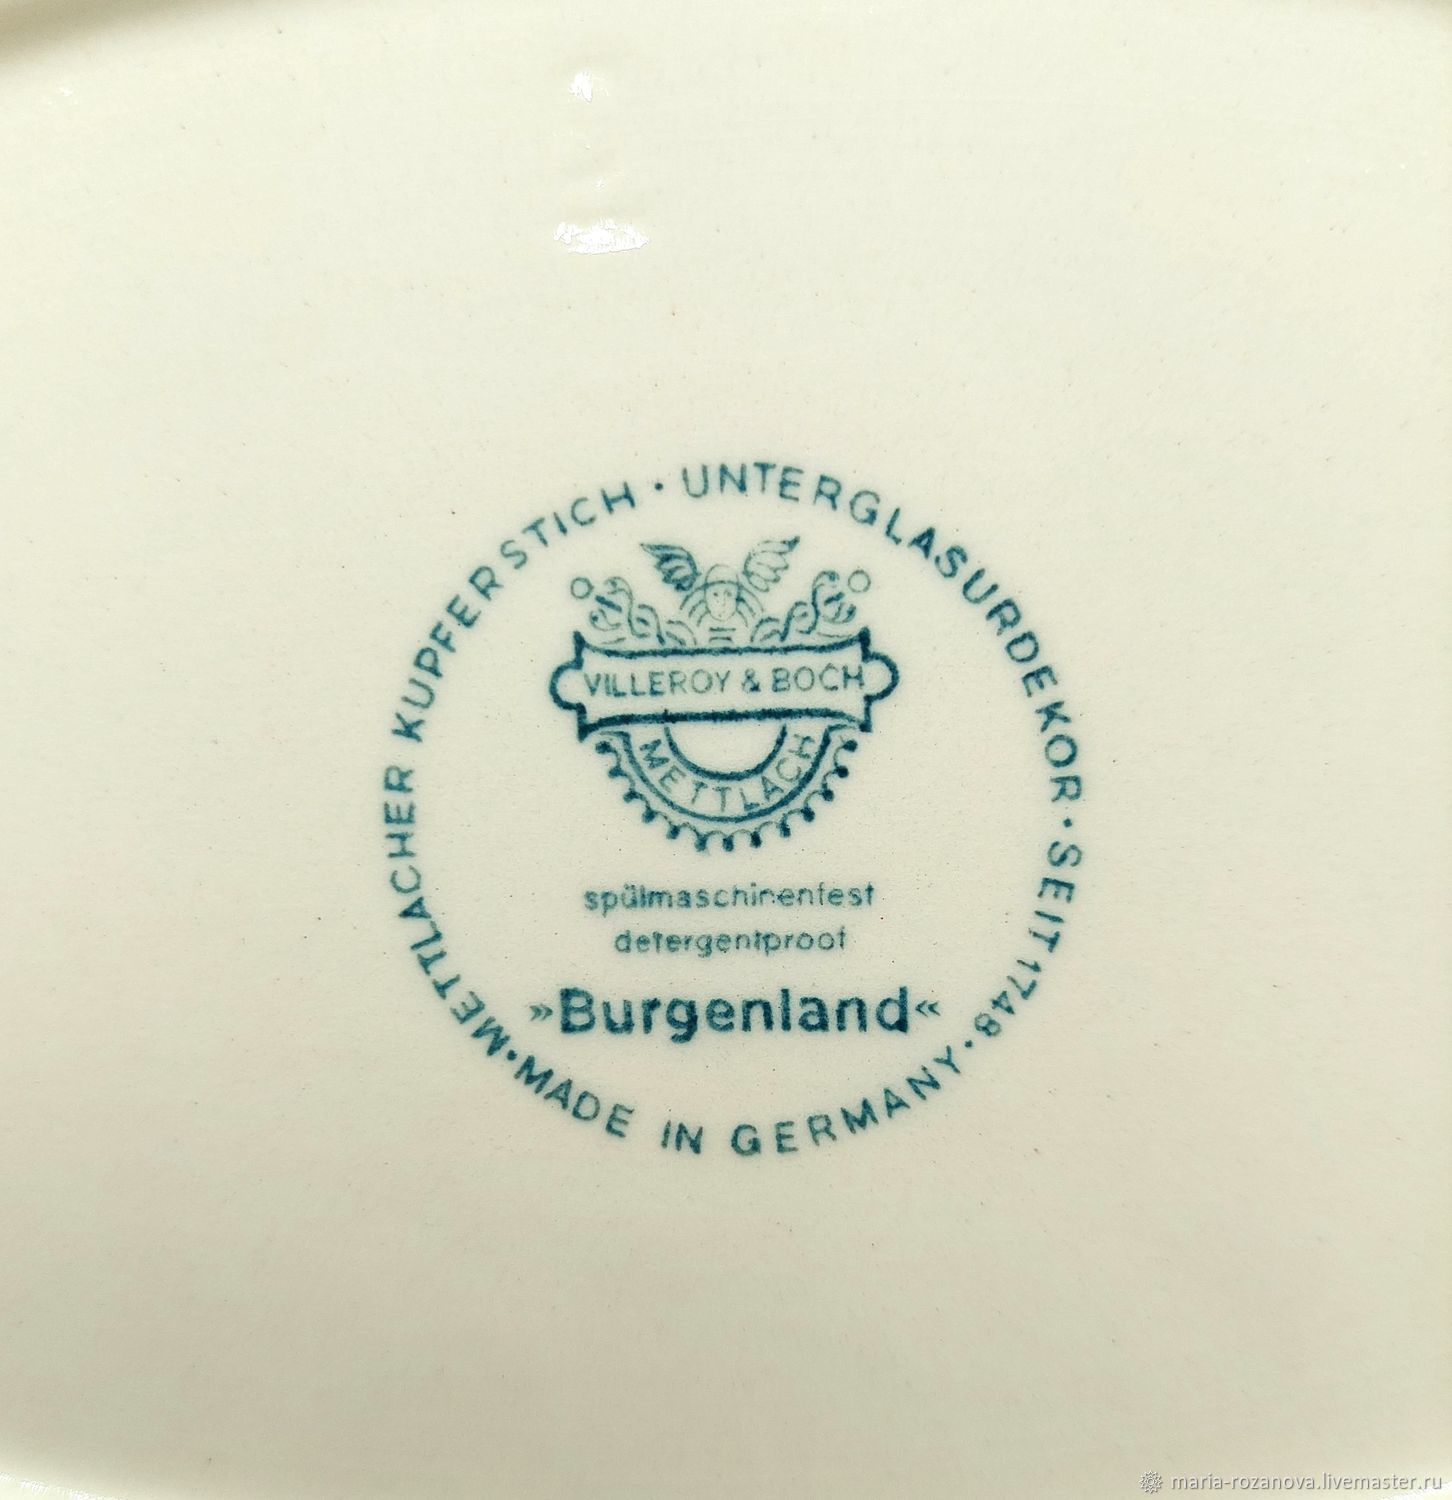 METTLACHER KUPFERSTICH · UNTERGLASURDEKOR · SEIT 1748 ·
VILLEROY & BOCH
METTLACH
spülmaschinenfest
detergentproof
»Burgenland«
· MADE IN GERMANY
maria-rozanova.livemaster.ru